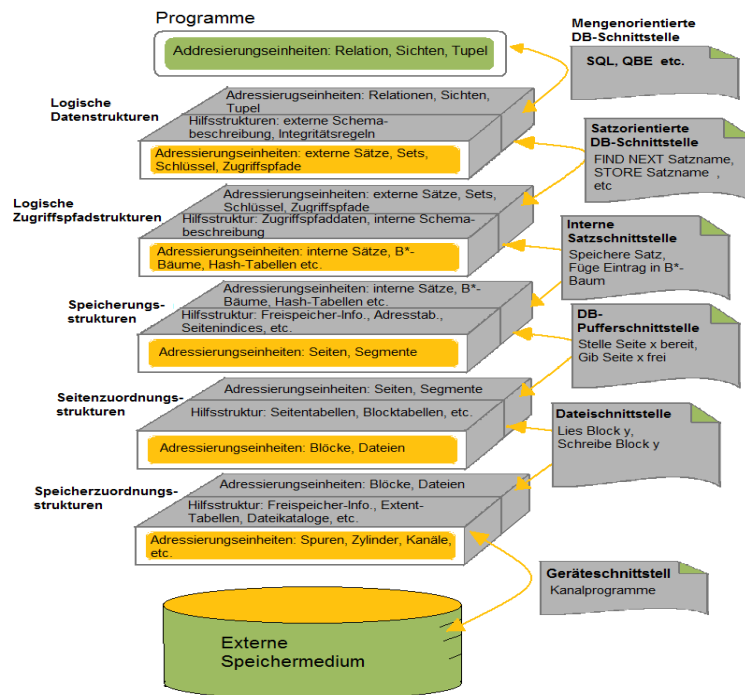 Programme
Addresierungseinheiten: Relation, Sichten, Tupel
Mengenorientierte
DB-Schnittstelle
SQL, QBE etc.
Logische
Datenstrukturen
Adressierungseinheiten: Relationen, Sichten,
Tupel
Hilfsstrukturen: externe Schema-
beschreibung, Integritätsregeln
Adressierungseinheiten: externe Sätze, Sets,
Schlüssel, Zugriffspfade
Satzorientierte
DB-Schnittstelle
FIND NEXT Satzname,
STORE Satzname ,
etc
Logische
Zugriffspfadstrukturen
Adressierungseinheiten: externe Sätze, Sets,
Schlüssel, Zugriffspfade
Hilfsstruktur: Zugriffspfaddaten, interne Schema-
beschreibung
Adressierungseinheiten: interne Sätze, B*-
Bäume, Hash-Tabellen etc.
Interne
Satzschnittstelle
Speichere Satz,
Füge Eintrag in B*-
Baum
Speicherungs-
strukturen
Adressierungseinheiten: interne Sätze, B*-
Bäume, Hash-Tabellen etc.
Hilfsstruktur: Freispeicher-Info., Adresstab.,
Seitenindices, etc.
Adressierungseinheiten: Seiten, Segmente
DB-
Pufferschnittstelle
Stelle Seite x bereit,
Gib Seite x frei
Seitenzuordnungs-
strukturen
Adressierungseinheiten: Seiten, Segmente
Hilfsstruktur: Seitentabellen, Blocktabellen, etc.
Adressierungseinheiten: Blöcke, Dateien
Dateischnittstelle
Lies Block y,
Schreibe Block y
Speicherzuordnungs-
strukturen
Adressierungseinheiten: Blöcke, Dateien
Hilfsstruktur: Freispeicher-Info., Extent-
Tabellen, Dateikataloge, etc.
Adressierungseinheiten: Spuren, Zylinder, Kanäle,
etc.
Geräteschnittstell
Kanalprogramme
Externe
Speichermedium